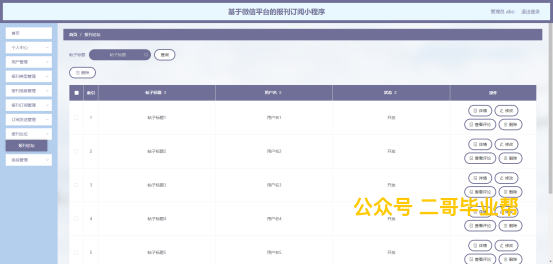 基于微信平台的报刊订阅小程序
管理员 abo 退出登录
首页
个人中心
用户管理
报刊类型管理
报刊信息管理
报刊订阅管理
订阅配送管理
报刊论坛
报刊论坛
系统管理
首页 / 报刊论坛
帖子标题 帖子标题 查询
删除
索引 帖子标题 用户名 状态 操作
1 帖子标题1 用户名1 开放 详情 修改
查看评论 删除
2 帖子标题2 用户名2 开放 详情 修改
查看评论 删除
3 帖子标题3 用户名3 开放 详情 修改
查看评论 删除
4 帖子标题4 用户名4 开放 详情 修改
查看评论 删除
公众号 二哥毕业帮
5 帖子标题5 用户名5 开放 详情 修改
查看评论 删除